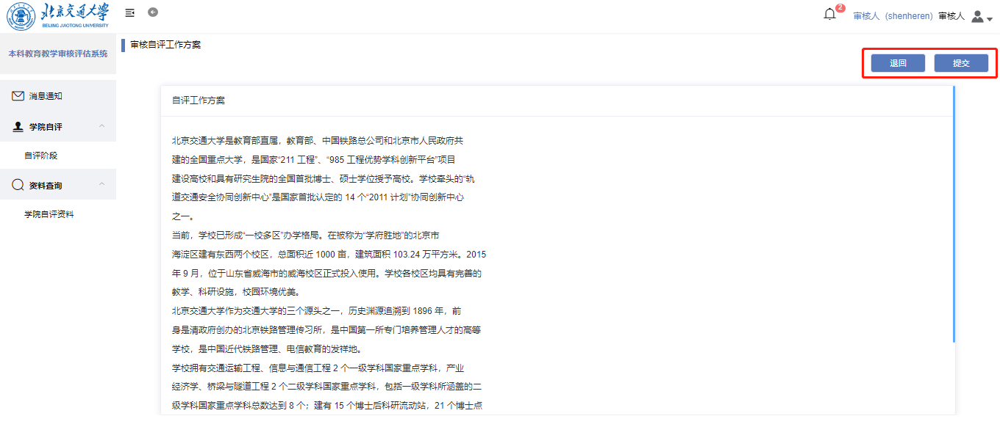 北京交通大学
BEIJING JIAOTONG UNIVERSITY
2
审核人 (shenheren) 审核人
本科教育教学审核评估系统
消息通知
学院自评
自评阶段
资料查询
学院自评资料
审核自评工作方案
退回 提交
自评工作方案
北京交通大学是教育部直属，教育部、中国铁路总公司和北京市人民政府共
建的全国重点大学，是国家“211 工程”、“985 工程优势学科创新平台”项目
建设高校和具有研究生院的全国首批博士、硕士学位授予高校。学校牵头的“轨
道交通安全协同创新中心”是国家首批认定的 14 个“2011 计划”协同创新中心
之一。
当前，学校已形成“一校多区”办学格局。在被称为“学府胜地”的北京市
海淀区建有东西两个校区，总面积近 1000 亩，建筑面积 103.24 万平方米。2015
年 9 月，位于山东省威海市的威海校区正式投入使用。学校各校区均具有完善的
教学、科研设施，校园环境优美。
北京交通大学作为交通大学的三个源头之一，历史渊源追溯到 1896 年，前
身是清政府创办的北京铁路管理传习所，是中国第一所专门培养管理人才的高等
学校，是中国近代铁路管理、电信教育的发祥地。
学校拥有交通运输工程、信息与通信工程 2 个一级学科国家重点学科，产业
经济学、桥梁与隧道工程 2 个二级学科国家重点学科，包括一级学科所涵盖的二
级学科国家重点学科总数达到 8 个；建有 15 个博士后科研流动站，21 个博士点